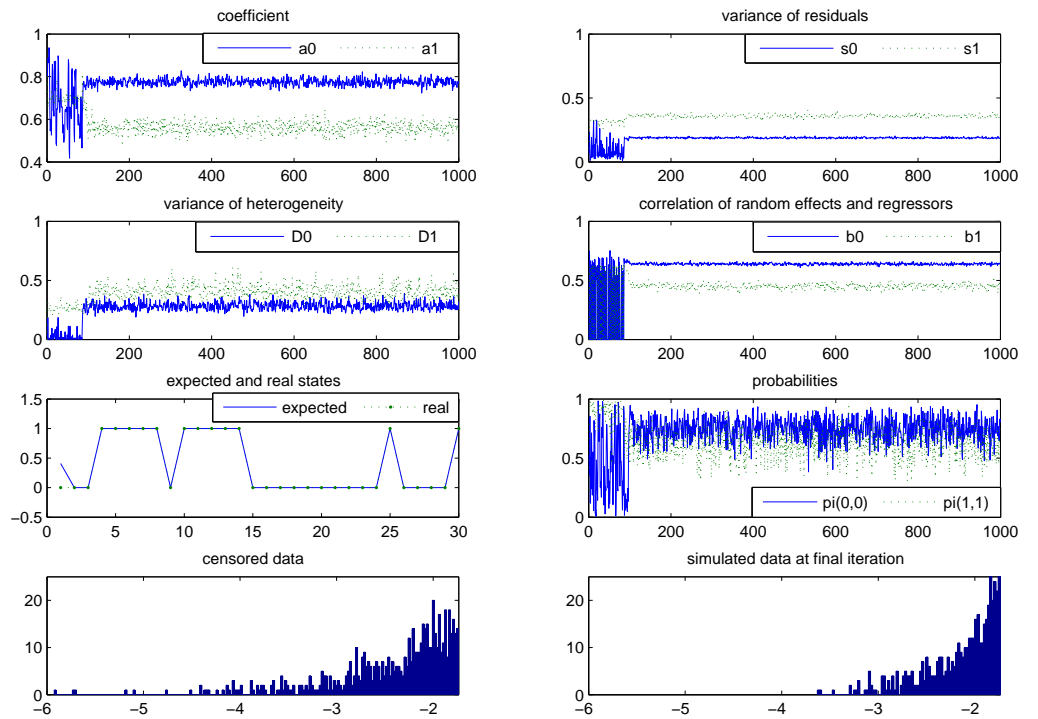 coefficient
1
0.8
0.6
0.4
0 200 400 600 800 1000
a0 a1
variance of residuals
1
0.5
0
0 200 400 600 800 1000
s0 s1
variance of heterogeneity
1
0.5
0
0 200 400 600 800 1000
D0 D1
correlation of random effects and regressors
1
0.5
0
0 200 400 600 800 1000
b0 b1
expected and real states
1.5
1
0.5
0
−0.5
0 5 10 15 20 25 30
expected real
probabilities
1
0.5
0
0 200 400 600 800 1000
pi(0,0) pi(1,1)
censored data
20
10
0
−6 −5 −4 −3 −2
simulated data at final iteration
20
10
0
−6 −5 −4 −3 −2